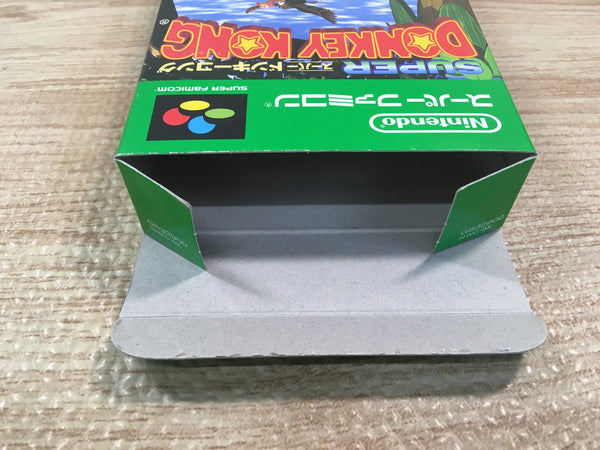 SUPER
DONKEY KONG®
スーパードンキーコング
Nintendo®
スーパーファミコン®
SUPER FAMICOM™